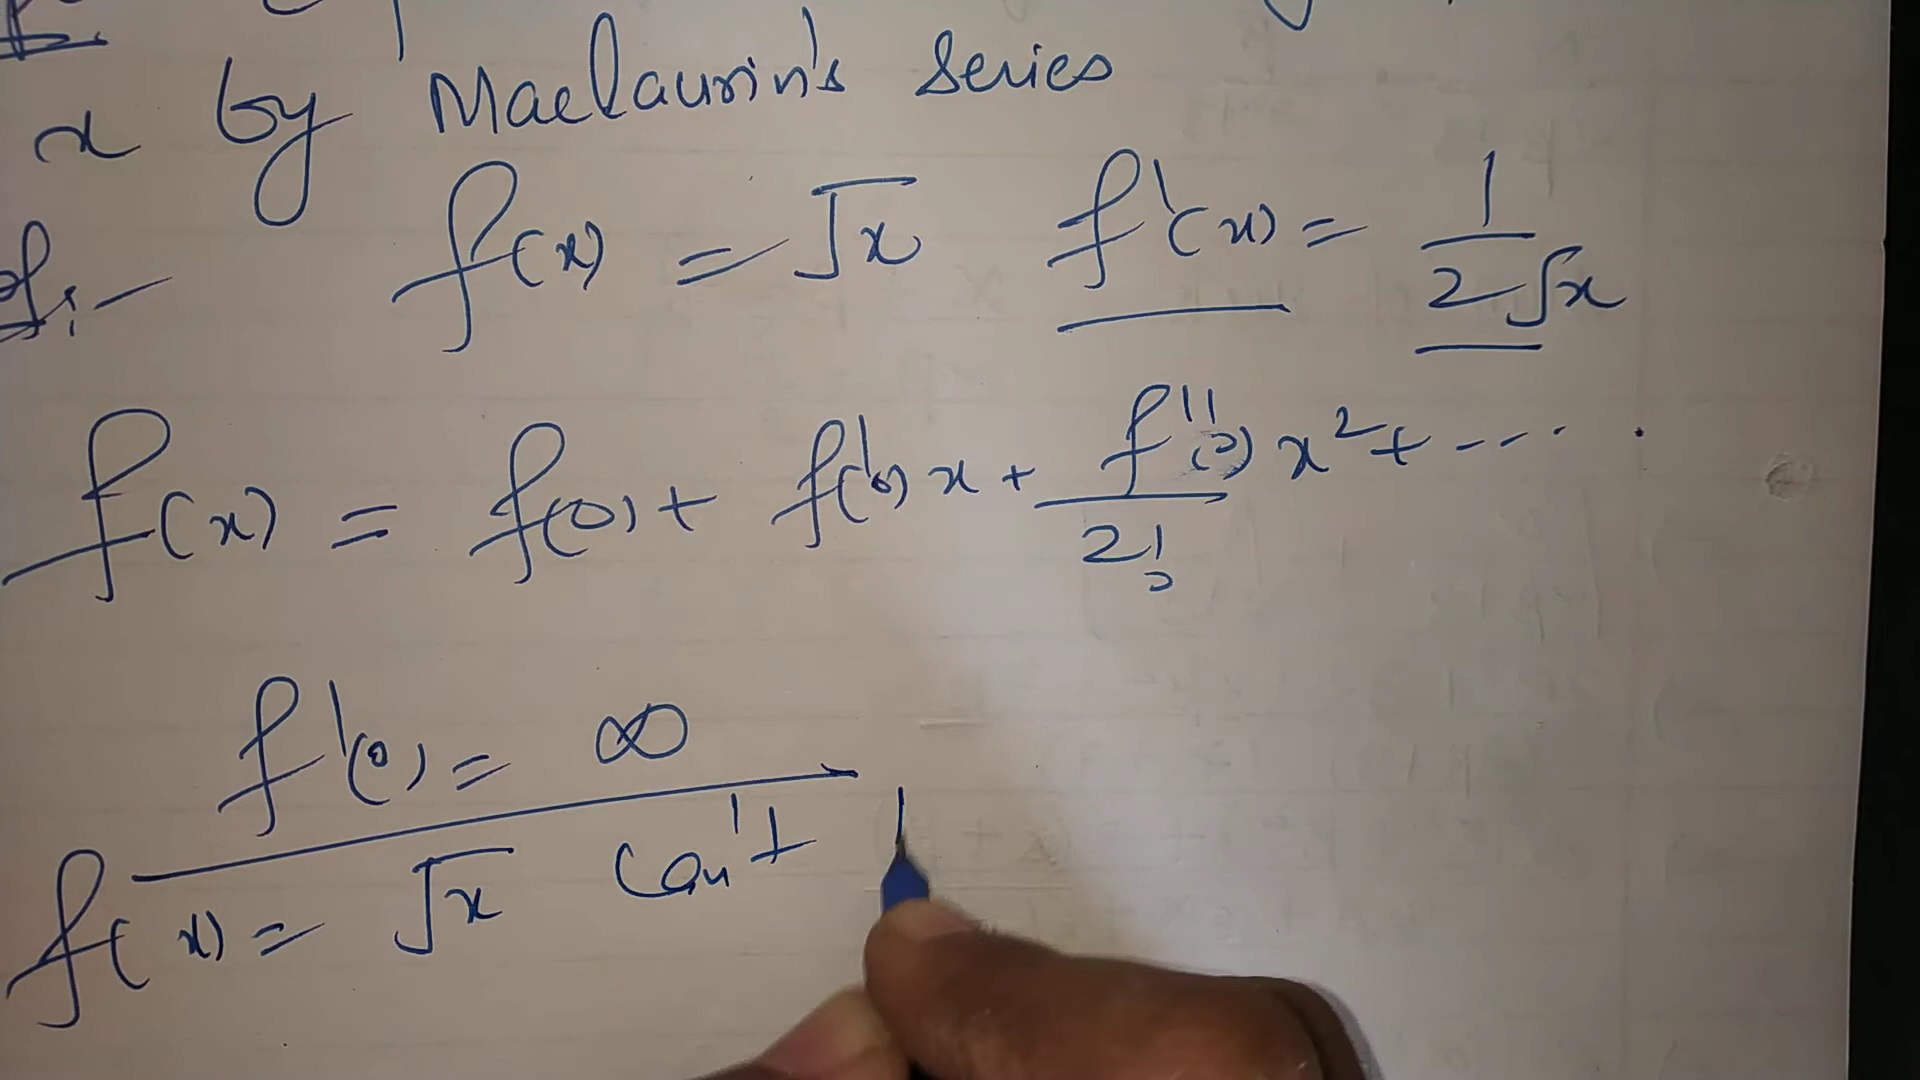 x by Maclaurin's series
f(x) = √x f'(x) = 1/2√x
f(x) = f(0) + f'(0) x + f''(0)/2! x² + ---- .
f'(0) = ∞
f(x) = √x Can't